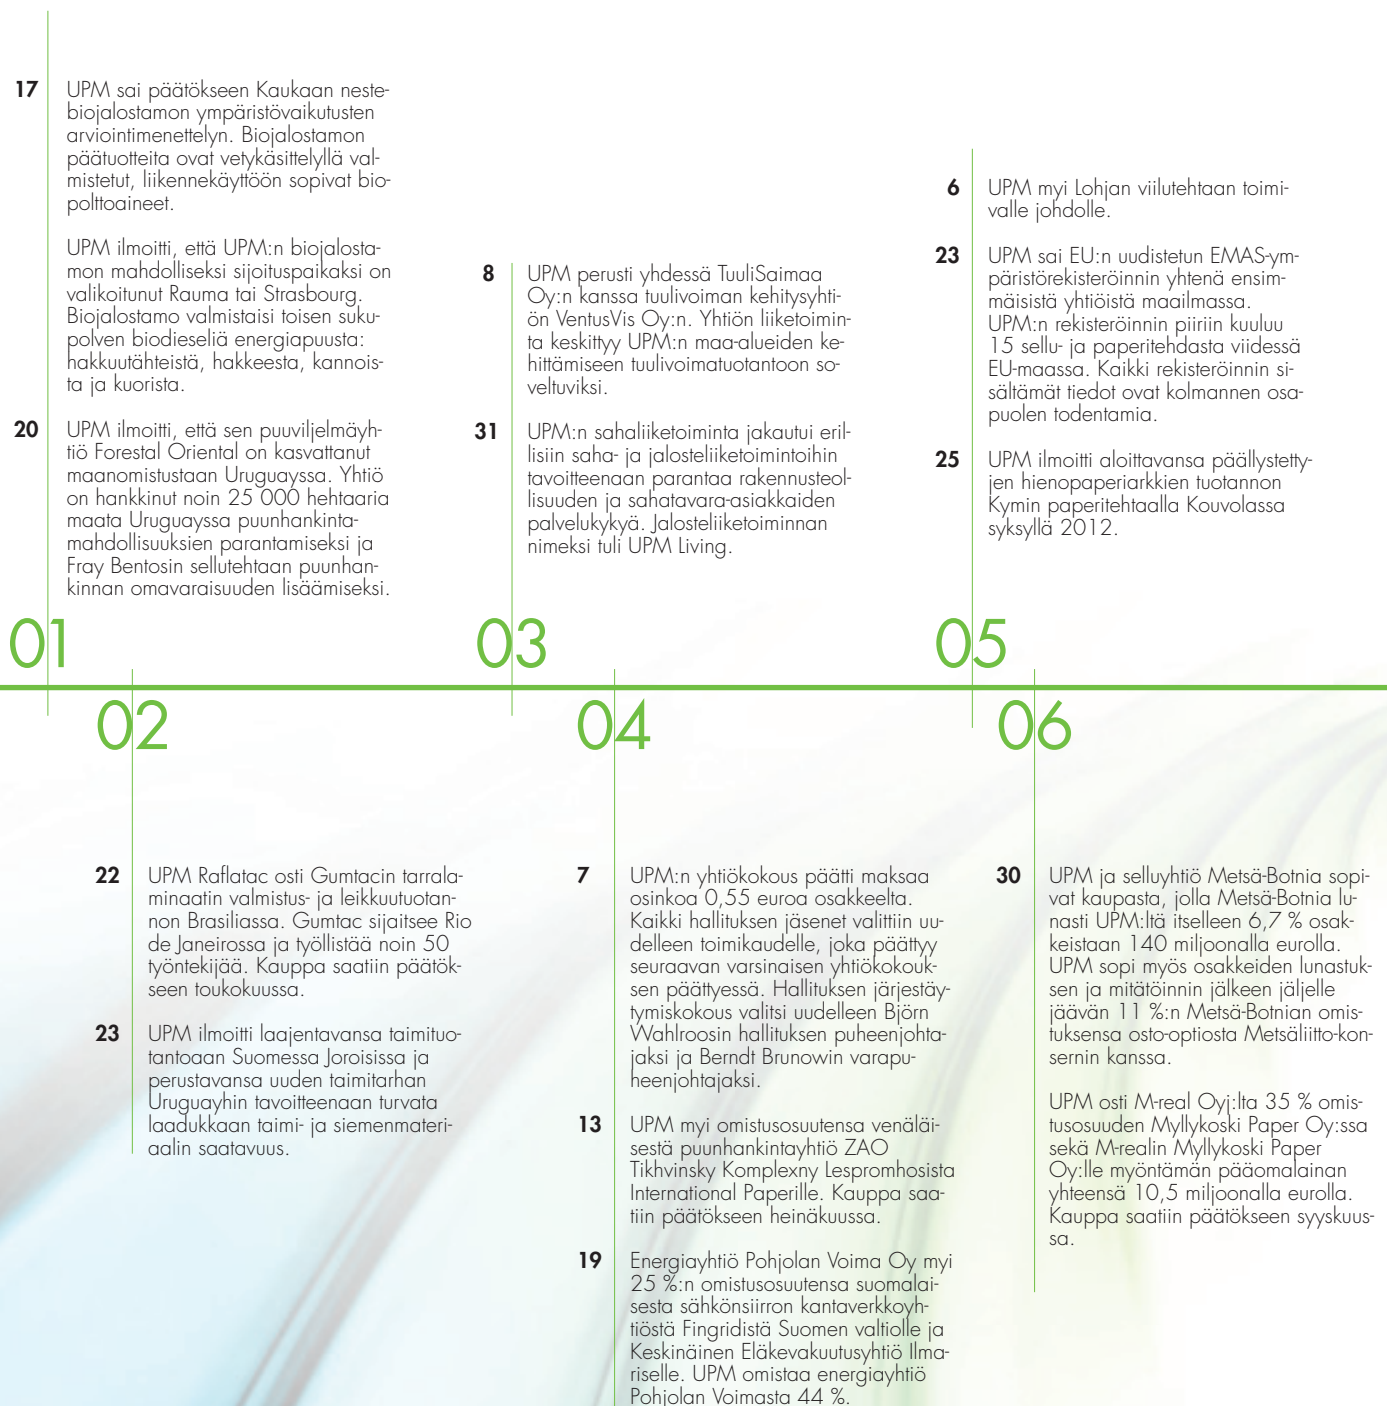 17
UPM sai päätökseen Kaukaan neste-
biojalostamon ympäristövaikutusten
arviointimenettelyn. Biojalostamon
päätuotteita ovat vetykäsittelyllä val-
mistetut, liikennekäyttöön sopivat bio-
polttoaineet.
UPM ilmoitti, että UPM:n biojalosta-
mon mahdolliseksi sijoituspaikaksi on
valikoitunut Rauma tai Strasbourg.
Biojalostamo valmistaisi toisen suku-
polven biodieseliä energiapuusta:
hakkuutähteistä, hakkeesta, kannois-
ta ja kuorista.
20
UPM ilmoitti, että sen puuviljelmäyh-
tiö Forestal Oriental on kasvattanut
maanomistustaan Uruguayssa. Yhtiö
on hankkinut noin 25 000 hehtaaria
maata Uruguayssa puunhankinta-
mahdollisuuksien parantamiseksi ja
Fray Bentosin sellutehtaan puunhan-
kinnan omavaraisuuden lisäämiseksi.
01
02
22
UPM Raflatac osti Gumtacin tarrala-
minaatin valmistus- ja leikkuutuotan-
non Brasiliassa. Gumtac sijaitsee Rio
de Janeirossa ja työllistää noin 50
työntekijää. Kauppa saatiin päätök-
seen toukokuussa.
23
UPM ilmoitti laajentavansa taimituo-
tantoaan Suomessa Joroisissa ja
perustavansa uuden taimitarhan
Uruguayhin tavoitteenaan turvata
laadukkaan taimi- ja siemenmateri-
aalin saatavuus.
8
UPM perusti yhdessä TuuliSaimaa
Oy:n kanssa tuulivoiman kehitysyhti-
ön VentusVis Oy:n. Yhtiön liiketoimin-
ta keskittyy UPM:n maa-alueiden ke-
hittämiseen tuulivoimatuotantoon so-
veltuviksi.
31
UPM:n sahaliiketoiminta jakautui eril-
lisiin saha- ja jalosteliiketoimintoihin
tavoitteenaan parantaa rakennusteol-
lisuuden ja sahatavara-asiakkaiden
palvelukykyä. Jalosteliiketoiminnan
nimeksi tuli UPM Living.
03
04
7
UPM:n yhtiökokous päätti maksaa
osinkoa 0,55 euroa osakkeelta.
Kaikki hallituksen jäsenet valittiin uu-
delleen toimikaudelle, joka päättyy
seuraavan varsinaisen yhtiökokouk-
sen päättyessä. Hallituksen järjestäy-
tymiskokous valitsi uudelleen Björn
Wahlroosin hallituksen puheenjohta-
jaksi ja Berndt Brunowin varapu-
heenjohtajaksi.
13
UPM myi omistusosuutensa venäläi-
sestä puunhankintayhtiö ZAO
Tikhvinsky Komplexny Lespromhosista
International Paperille. Kauppa saa-
tiin päätökseen heinäkuussa.
19
Energiayhtiö Pohjolan Voima Oy myi
25 %:n omistusosuutensa suomalai-
sesta sähkönsiirron kantaverkkoyh-
tiöstä Fingridistä Suomen valtiolle ja
Keskinäinen Eläkevakuutusyhtiö Ilma-
riselle. UPM omistaa energiayhtiö
Pohjolan Voimasta 44 %.
6
UPM myi Lohjan viilutehtaan toimi-
valle johdolle.
23
UPM sai EU:n uudistetun EMAS-ym-
päristörekisteröinnin yhtenä ensim-
mäisistä yhtiöistä maailmassa.
UPM:n rekisteröinnin piiriin kuuluu
15 sellu- ja paperitehdasta viidessä
EU-maassa. Kaikki rekisteröinnin si-
sältämät tiedot ovat kolmannen osa-
puolen todentamia.
25
UPM ilmoitti aloittavansa päällystetty-
jen hienopaperiarkkien tuotannon
Kymin paperitehtaalla Kouvolassa
syksyllä 2012.
05
06
30
UPM ja selluyhtiö Metsä-Botnia sopi-
vat kaupasta, jolla Metsä-Botnia lu-
nasti UPM:ltä itselleen 6,7 % osak-
keistaan 140 miljoonalla eurolla.
UPM sopi myös osakkeiden lunastuk-
sen ja mitätöinnin jälkeen jäljelle
jäävän 11 %:n Metsä-Botnian omis-
tuksensa osto-optiosta Metsäliitto-kon-
sernin kanssa.
UPM osti M-real Oyj:lta 35 % omis-
tusosuuden Myllykoski Paper Oy:ssa
sekä M-realin Myllykoski Paper
Oy:lle myöntämän pääomalainan
yhteensä 10,5 miljoonalla eurolla.
Kauppa saatiin päätökseen syyskuus-
sa.